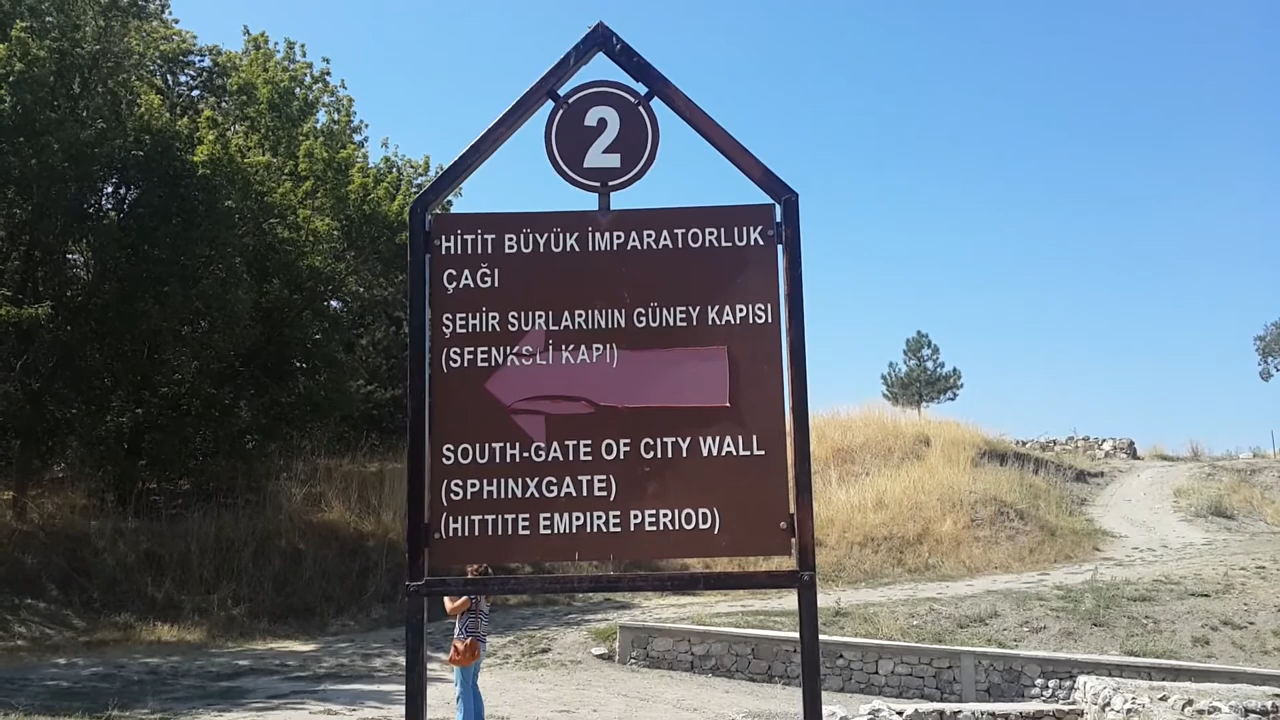 2
HİTİT BÜYÜK İMPARATORLUK
ÇAĞI
ŞEHİR SURLARININ GÜNEY KAPISI
(SFENKSLİ KAPI)
SOUTH-GATE OF CITY WALL
(SPHINXGATE)
(HITTITE EMPIRE PERIOD)